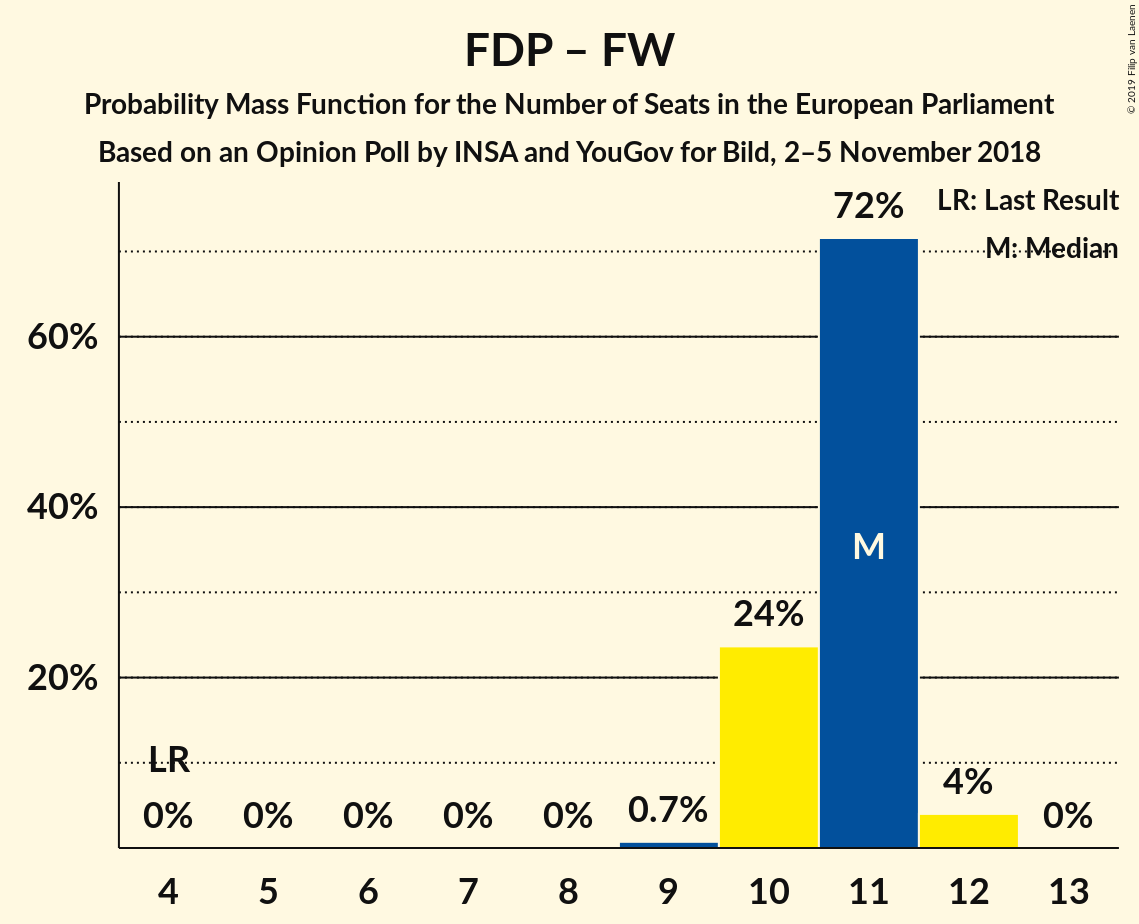 FDP – FW
Probability Mass Function for the Number of Seats in the European Parliament
Based on an Opinion Poll by INSA and YouGov for Bild, 2–5 November 2018
© 2019 Filip van Laenen
LR: Last Result
M: Median
72%
60%
40%
M
24%
20%
LR
4%
0% 0% 0% 0% 0% 0.7% 0%
4 5 6 7 8 9 10 11 12 13